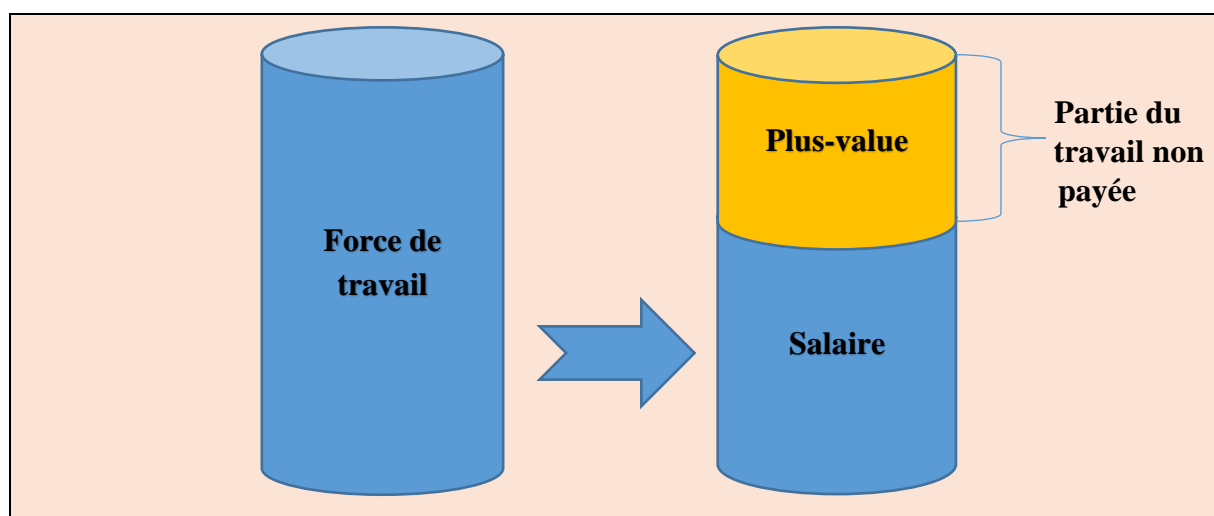 Force de
travail
Plus-value
Salaire
Partie du
travail non
payée